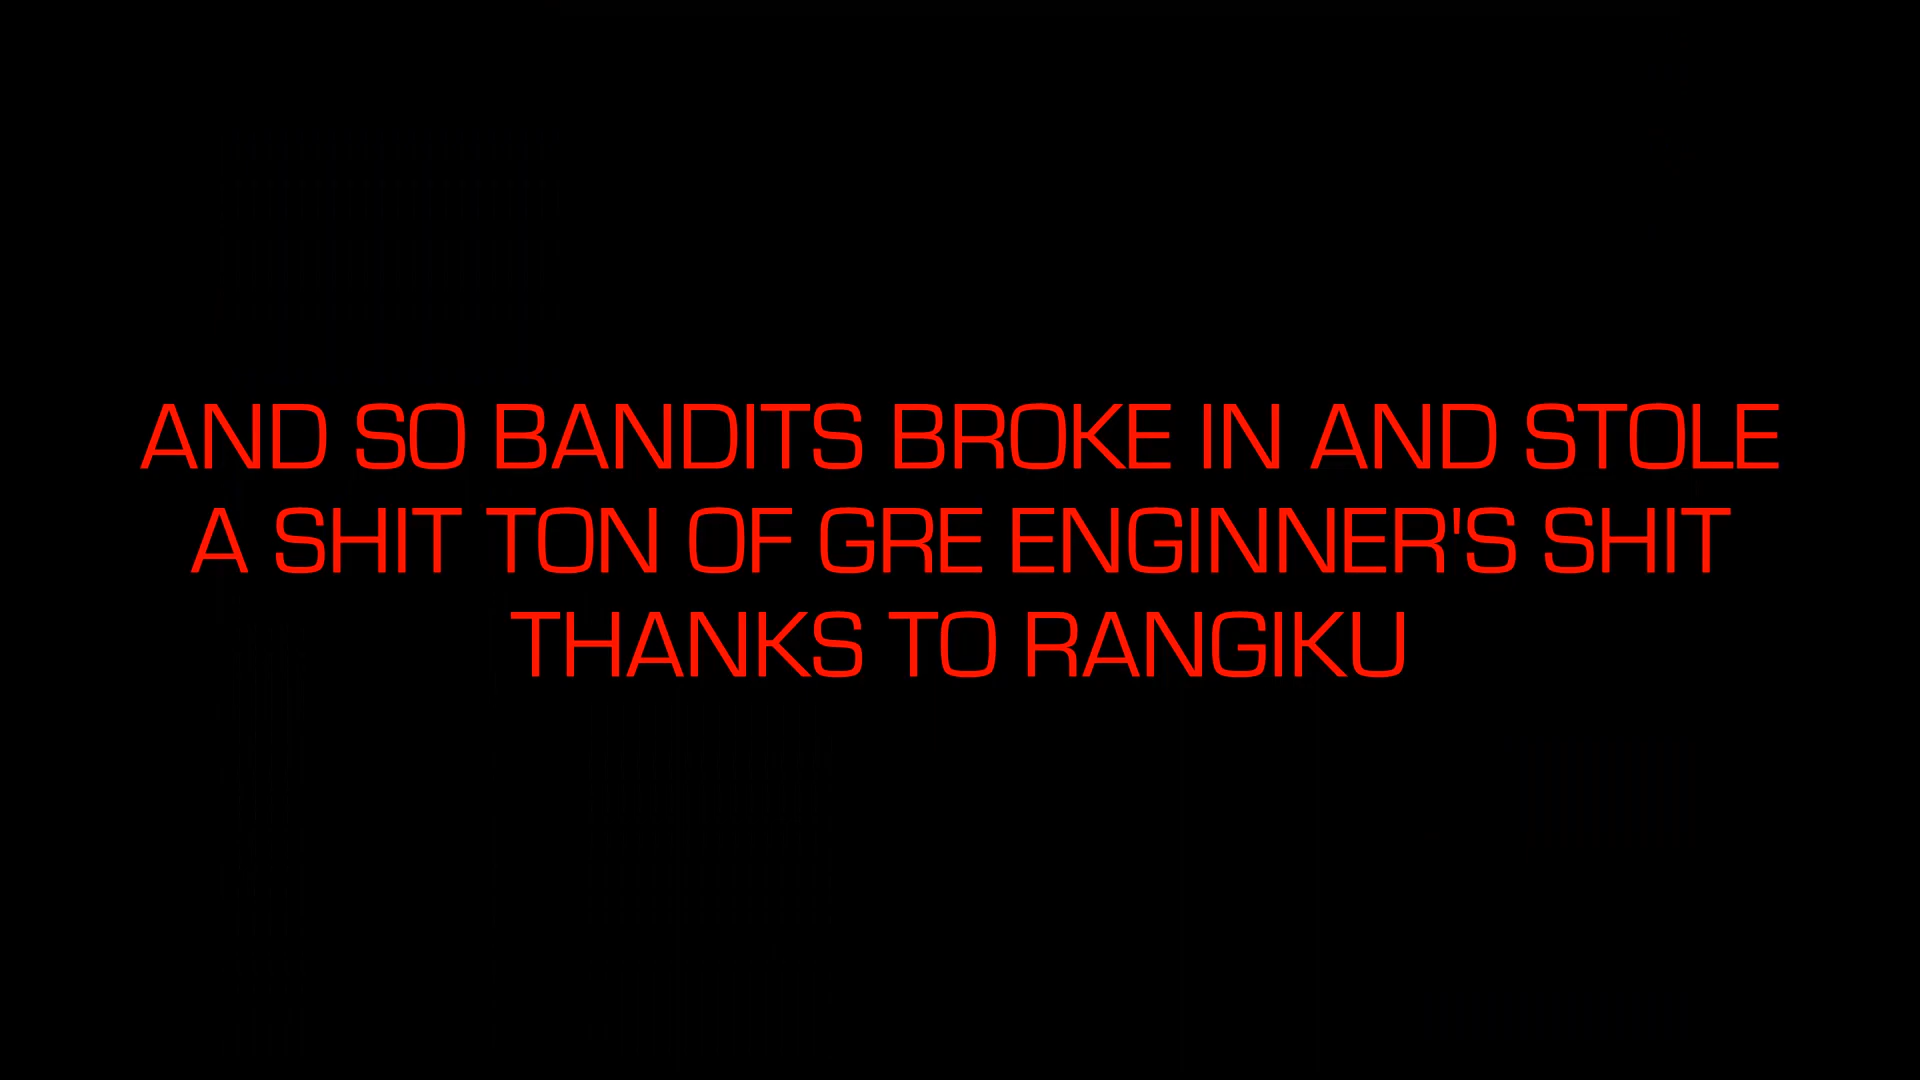 AND SO BANDITS BROKE IN AND STOLE
A SHIT TON OF GRE ENGINNER'S SHIT
THANKS TO RANGIKU